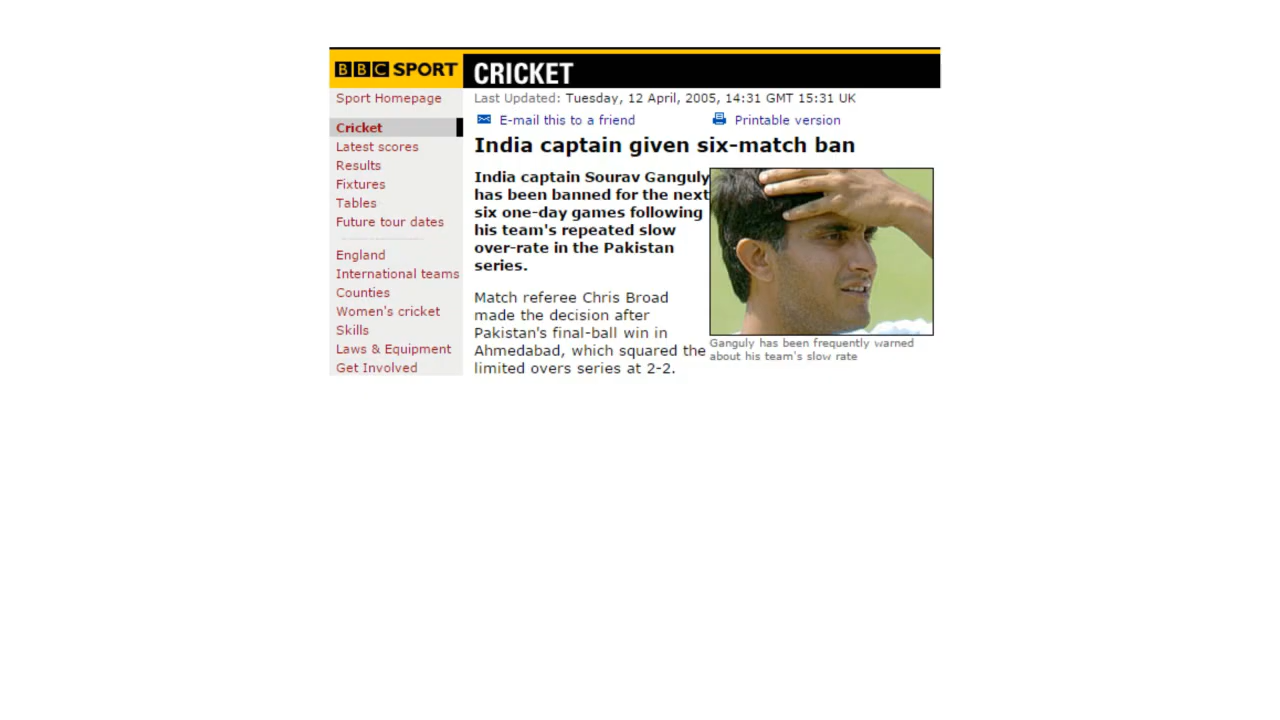 BBC SPORT
CRICKET
Sport Homepage
Cricket
Latest scores
Results
Fixtures
Tables
Future tour dates
England
International teams
Counties
Women's cricket
Skills
Laws & Equipment
Get Involved
Last Updated: Tuesday, 12 April, 2005, 14:31 GMT 15:31 UK
E-mail this to a friend
Printable version
India captain given six-match ban
India captain Sourav Ganguly
has been banned for the next
six one-day games following
his team's repeated slow
over-rate in the Pakistan
series.
Match referee Chris Broad
made the decision after
Pakistan's final-ball win in
Ahmedabad, which squared the
limited overs series at 2-2.
Ganguly has been frequently warned
about his team's slow rate